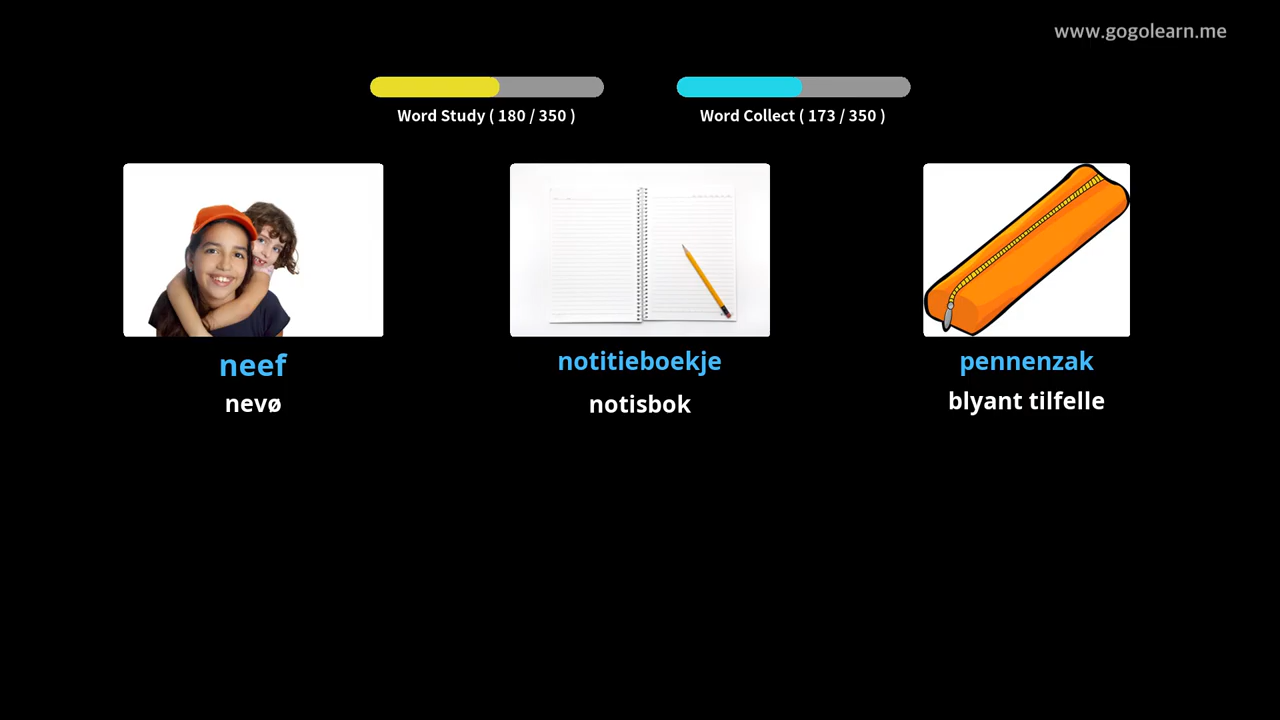 www.gogolearn.me
Word Study ( 180 / 350 )
Word Collect ( 173 / 350 )
neef
nevø
notitieboekje
notisbok
pennenzak
blyant tilfelle